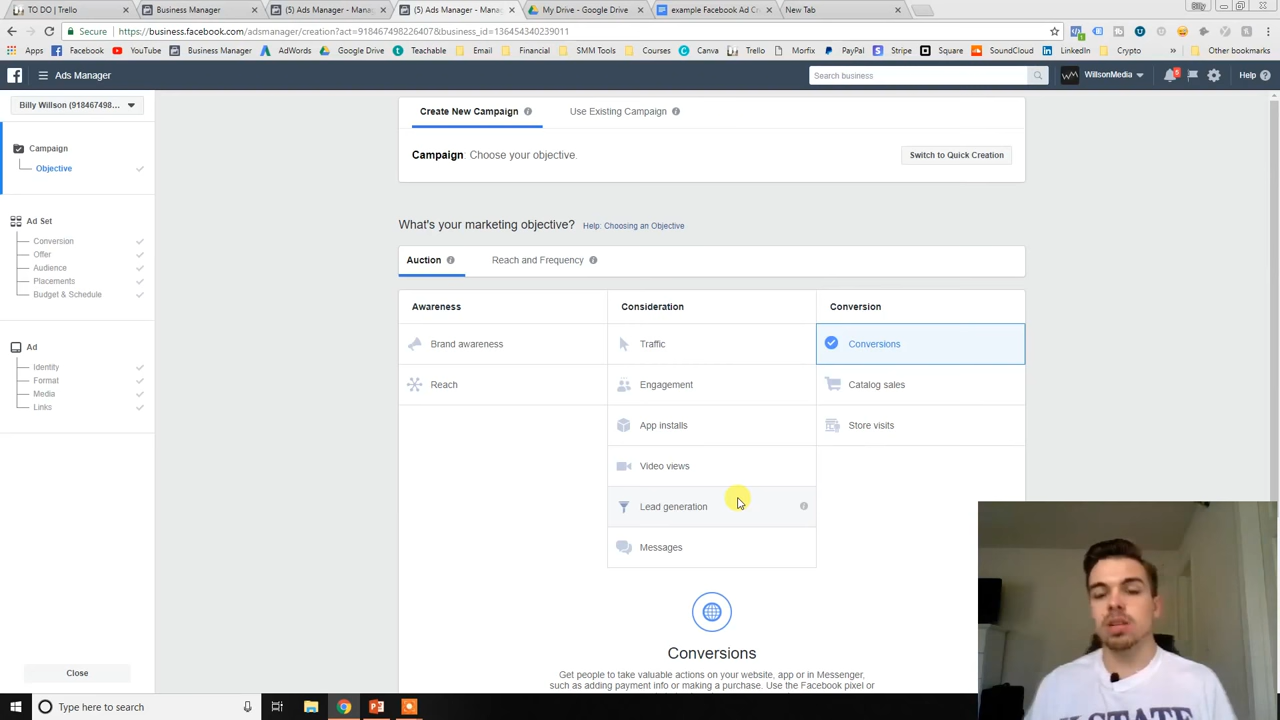 TO DO | Trello
Business Manager
(5) Ads Manager - Mana
(5) Ads Manager - Mana
My Drive - Google Drive
example Facebook Ad Cr
New Tab
Billy
Secure
https://business.facebook.com/adsmanager/creation?act=918467498226407&business_id=136454340239011
Apps
Facebook
YouTube
Business Manager
AdWords
Google Drive
Teachable
Email
Financial
SMM Tools
Courses
Canva
Trello
Morfix
PayPal
Stripe
Square
SoundCloud
LinkedIn
Crypto
Other bookmarks
Ads Manager
Search business
WillsonMedia
Help
Billy Willson (918467498...
Create New Campaign
Use Existing Campaign
Campaign: Choose your objective.
Switch to Quick Creation
Campaign
Objective
Ad Set
Conversion
Offer
Audience
Placements
Budget & Schedule
Ad
Identity
Format
Media
Links
Close
What's your marketing objective? Help: Choosing an Objective
Auction
Reach and Frequency
Awareness
Consideration
Conversion
Brand awareness
Traffic
Conversions
Reach
Engagement
Catalog sales
App installs
Store visits
Video views
Lead generation
Messages
Conversions
Get people to take valuable actions on your website, app or in Messenger,
such as adding payment info or making a purchase. Use the Facebook pixel or
Type here to search
STATE